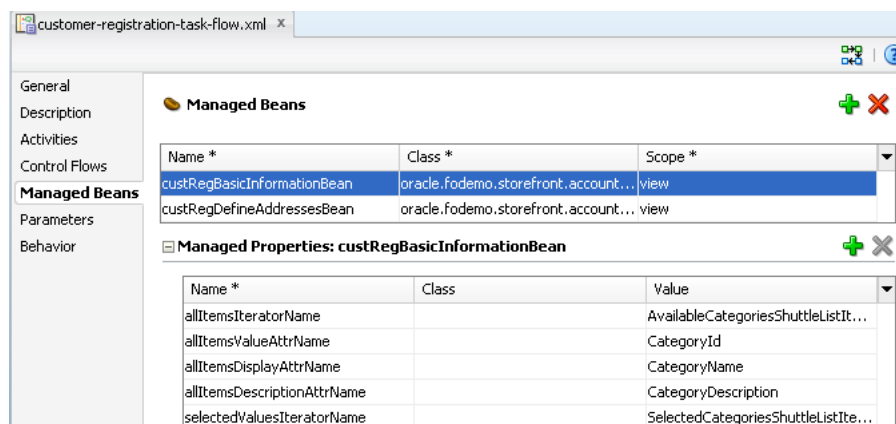 customer-registration-task-flow.xml x
General
Description
Activities
Control Flows
Managed Beans
Parameters
Behavior
Managed Beans
Name * Class * Scope *
custRegBasicInformationBean oracle.fodemo.storefront.account... view
custRegDefineAddressesBean oracle.fodemo.storefront.account... view
Managed Properties: custRegBasicInformationBean
Name * Class Value
allItemsIteratorName AvailableCategoriesShuttleListIt...
allItemsValueAttrName CategoryId
allItemsDisplayAttrName CategoryName
allItemsDescriptionAttrName CategoryDescription
selectedValuesIteratorName SelectedCategoriesShuttleListIte...